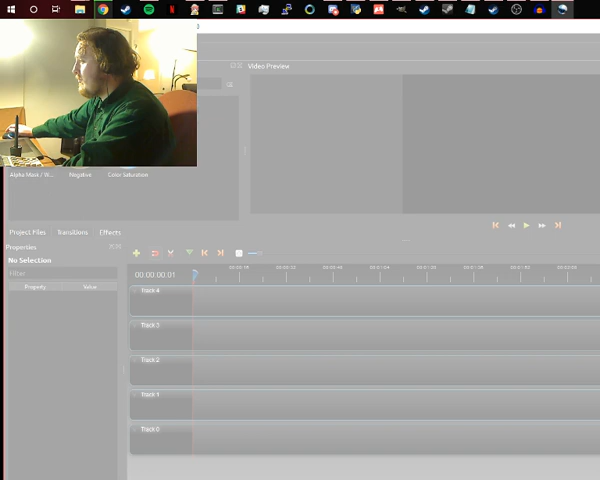 Video Preview
Alpha Mask / W...
Negative
Color Saturation
Project Files
Transitions
Effects
Properties
No Selection
Filter
Property
Value
00:00:00:01
Track 4
Track 3
Track 2
Track 1
Track 0